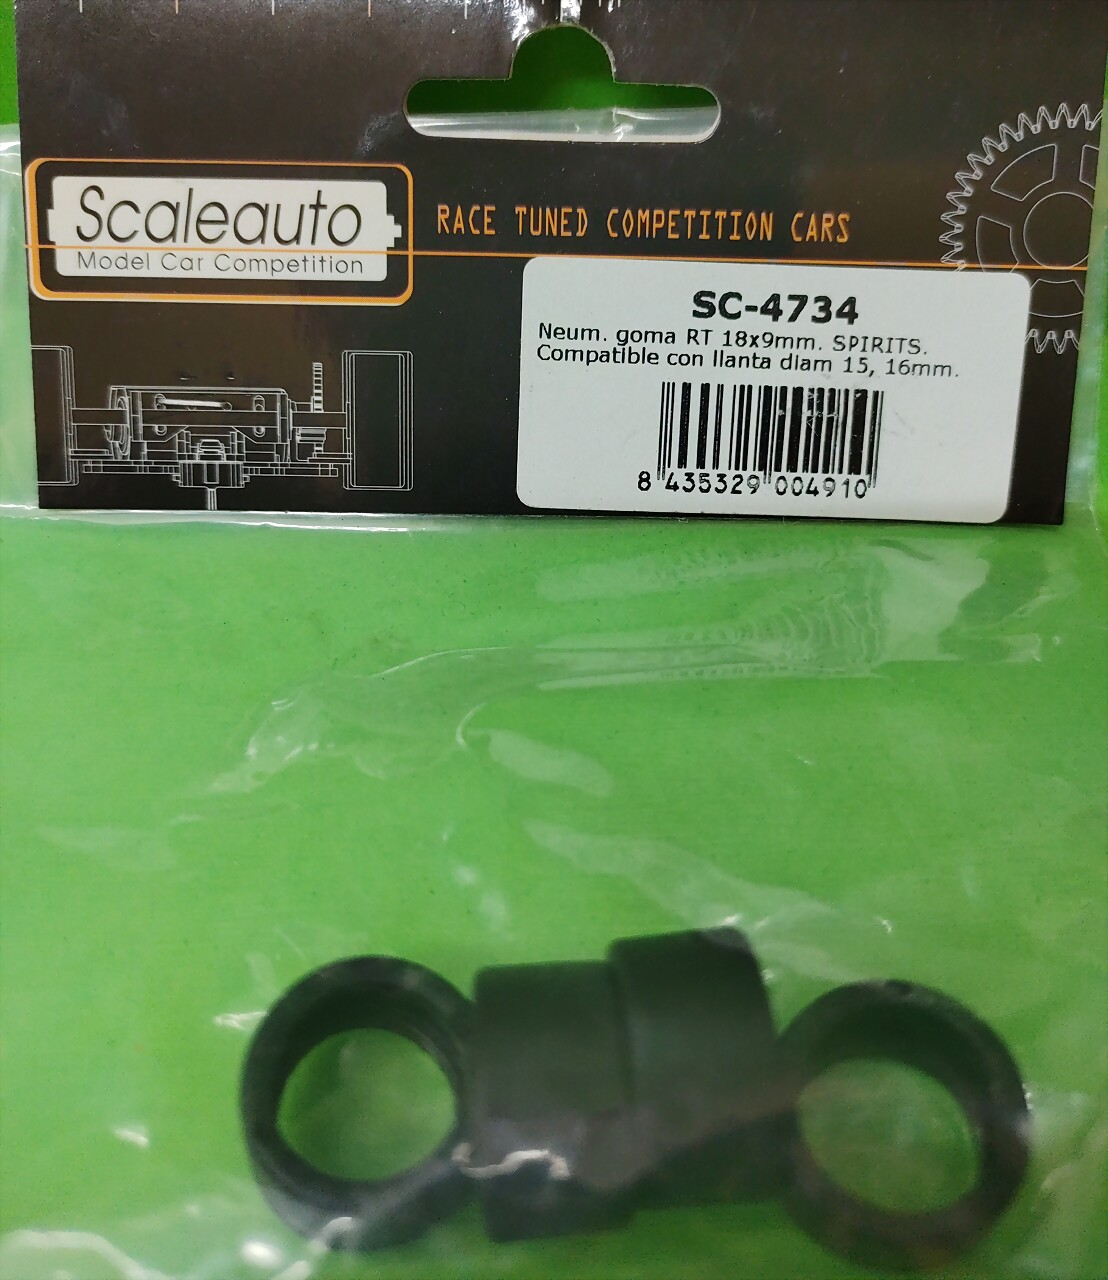 Scaleauto
Model Car Competition
RACE TUNED COMPETITION CARS
SC-4734
Neum. goma RT 18x9mm. SPIRITS.
Compatible con llanta diam 15, 16mm.
8 435329 004910